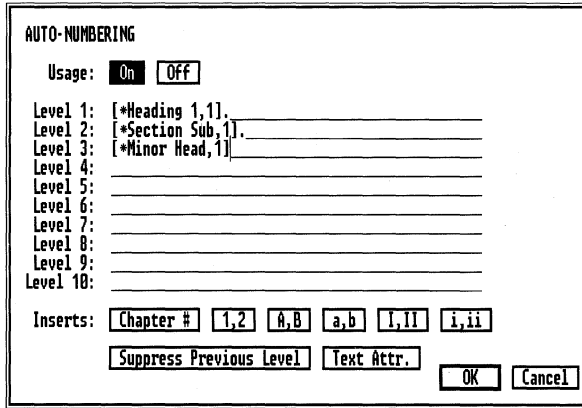 AUTO-NUMBERING
Usage: On Off
Level 1: [*Heading 1,1].
Level 2: [*Section Sub,1].
Level 3: [*Minor Head,1]
Level 4:
Level 5:
Level 6:
Level 7:
Level 8:
Level 9:
Level 10:
Inserts: Chapter # 1,2 A,B a,b I,II i,ii
Suppress Previous Level Text Attr.
OK Cancel